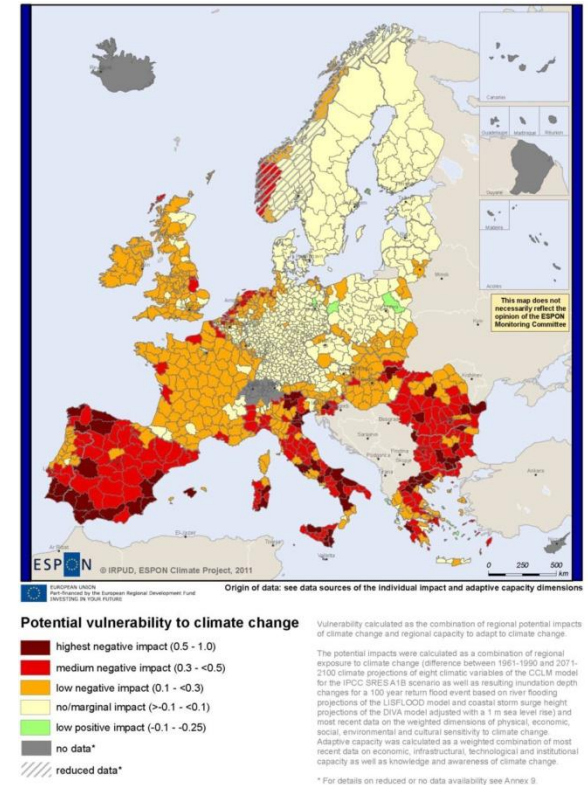 Canarias
Guadeloupe Martinique Réunion
Guyane
Madeira
Azores
This map does not
necessarily reflect the
opinion of the ESPON
Monitoring Committee
Ankara
Sarajevo
El-Jazair
Valletta
ESPON
© IRPUD, ESPON Climate Project, 2011
0 250 500
km
EUROPEAN UNION
Part-financed by the European Regional Development Fund
INVESTING IN YOUR FUTURE
Origin of data: see data sources of the individual impact and adaptive capacity dimensions
Potential vulnerability to climate change
highest negative impact (0.5 - 1.0)
medium negative impact (0.3 - <0.5)
low negative impact (0.1 - <0.3)
no/marginal impact (>-0.1 - <0.1)
low positive impact (-0.1 - -0.25)
no data*
reduced data*
Vulnerability calculated as the combination of regional potential impacts
of climate change and regional capacity to adapt to climate change.
The potential impacts were calculated as a combination of regional
exposure to climate change (difference between 1961-1990 and 2071-
2100 climate projections of eight climatic variables of the CCLM model
for the IPCC SRES A1B scenario as well as resulting inundation depth
changes for a 100 year return flood event based on river flooding
projections of the LISFLOOD model and coastal storm surge height
projections of the DIVA model adjusted with a 1 m sea level rise) and
most recent data on the weighted dimensions of physical, economic,
social, environmental and cultural sensitivity to climate change.
Adaptive capacity was calculated as a weighted combination of most
recent data on economic, infrastructural, technological and institutional
capacity as well as knowledge and awareness of climate change.
* For details on reduced or no data availability see Annex 9.